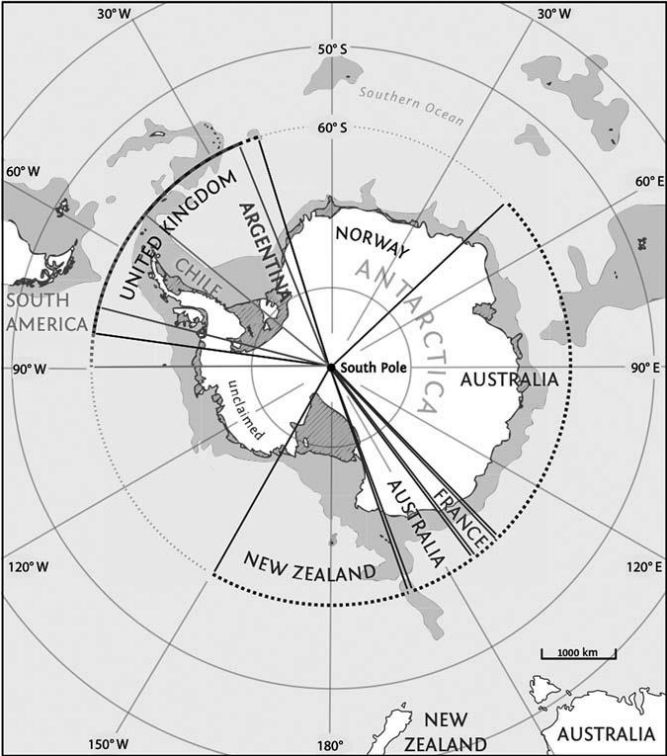 30° W
30° W
50° S
Southern Ocean
60° S
60° W
60° E
UNITED KINGDOM
ARGENTINA
NORWAY
CHILE
ANTARCTICA
SOUTH
AMERICA
90° W
South Pole
90° E
AUSTRALIA
unclaimed
FRANCE
AUSTRALIA
NEW ZEALAND
120° W
120° E
1000 km
150° W
180°
NEW
ZEALAND
AUSTRALIA